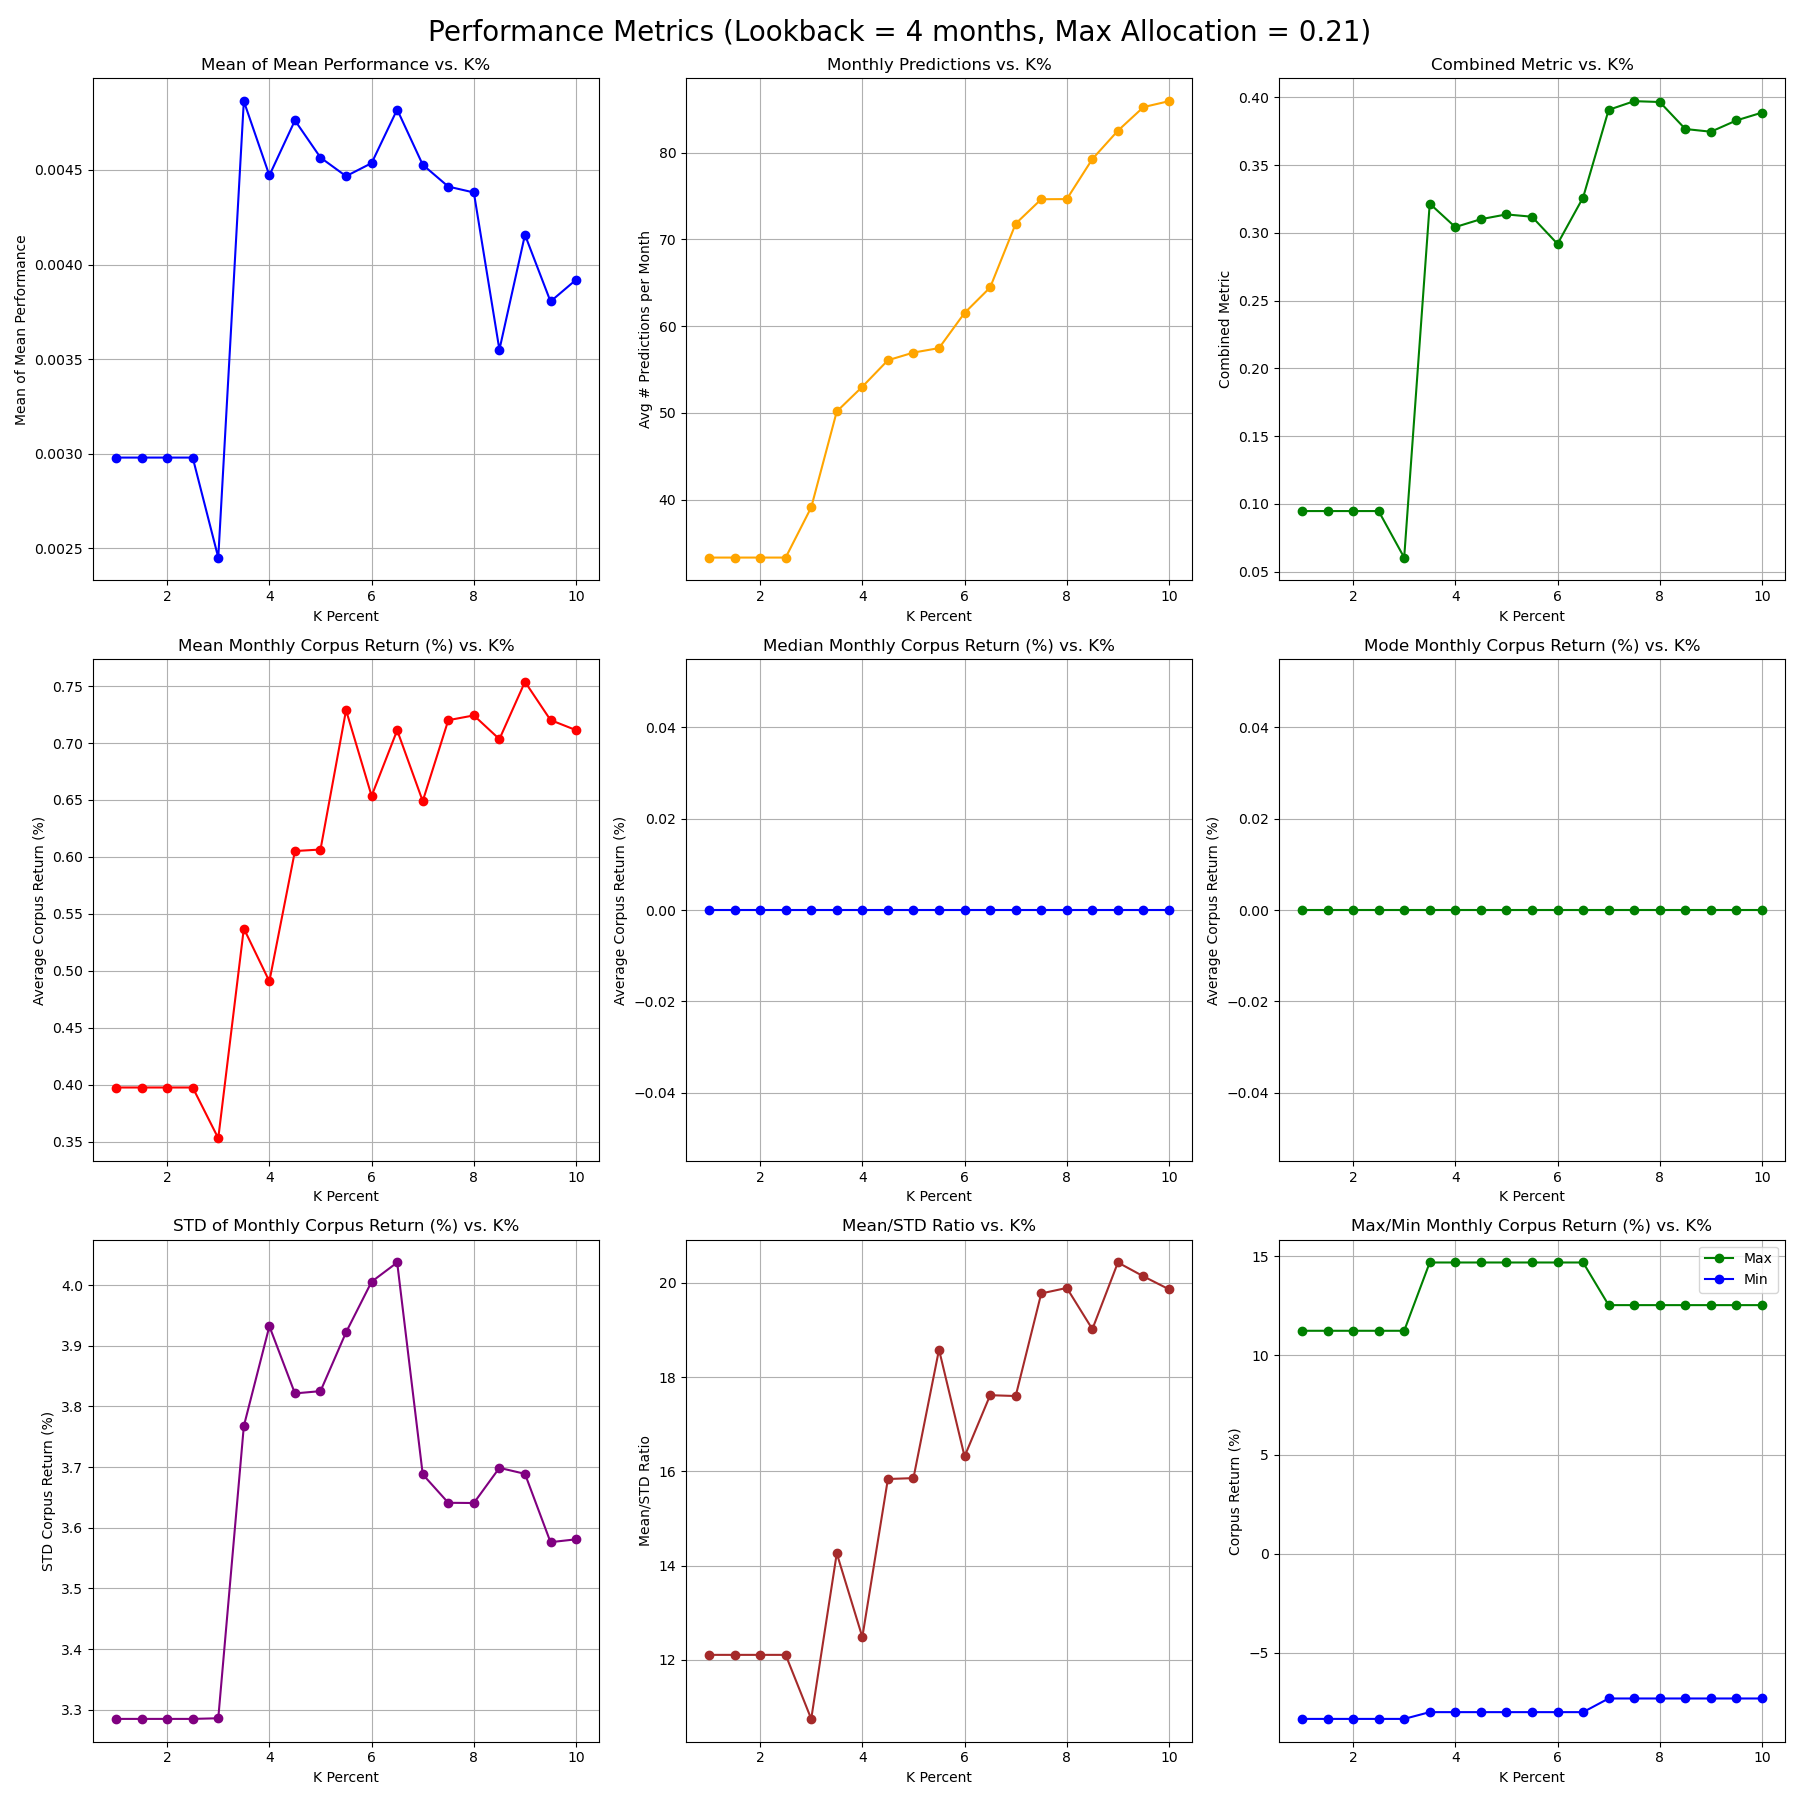 Performance Metrics (Lookback = 4 months, Max Allocation = 0.21)
Mean of Mean Performance vs. K%
Mean of Mean Performance
0.0045
0.0040
0.0035
0.0030
0.0025
2 4 6 8 10
K Percent
Monthly Predictions vs. K%
Avg # Predictions per Month
80
70
60
50
40
2 4 6 8 10
K Percent
Combined Metric vs. K%
Combined Metric
0.40
0.35
0.30
0.25
0.20
0.15
0.10
0.05
2 4 6 8 10
K Percent
Mean Monthly Corpus Return (%) vs. K%
Average Corpus Return (%)
0.75
0.70
0.65
0.60
0.55
0.50
0.45
0.40
0.35
2 4 6 8 10
K Percent
Median Monthly Corpus Return (%) vs. K%
Average Corpus Return (%)
0.04
0.02
0.00
−0.02
−0.04
2 4 6 8 10
K Percent
Mode Monthly Corpus Return (%) vs. K%
Average Corpus Return (%)
0.04
0.02
0.00
−0.02
−0.04
2 4 6 8 10
K Percent
STD of Monthly Corpus Return (%) vs. K%
STD Corpus Return (%)
4.0
3.9
3.8
3.7
3.6
3.5
3.4
3.3
2 4 6 8 10
K Percent
Mean/STD Ratio vs. K%
Mean/STD Ratio
20
18
16
14
12
2 4 6 8 10
K Percent
Max/Min Monthly Corpus Return (%) vs. K%
Corpus Return (%)
Max
Min
15
10
5
0
−5
2 4 6 8 10
K Percent